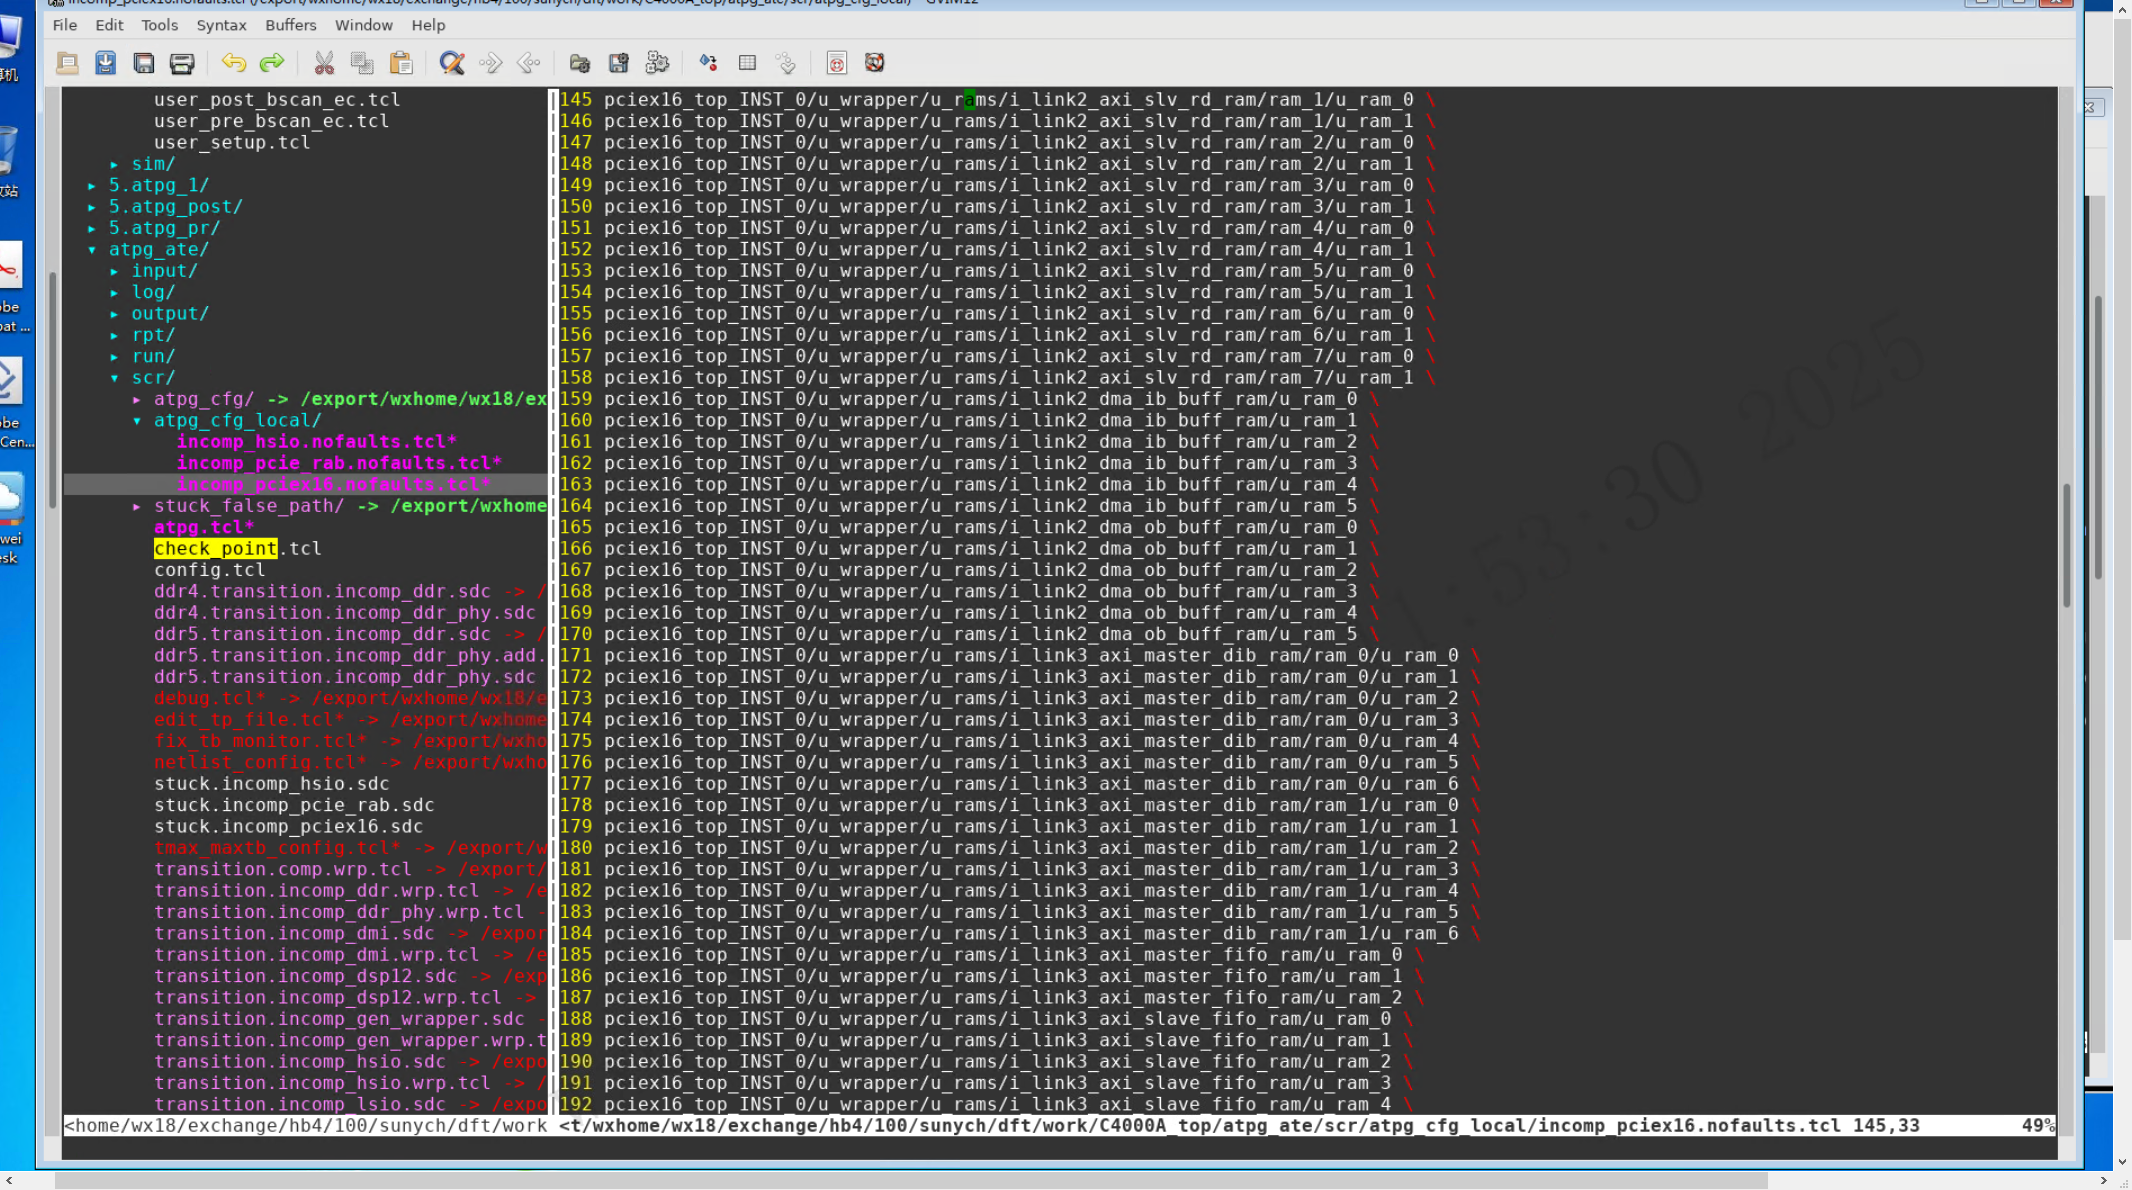 incomp_pciex16.nofaults.tcl (/export/wxhome/wx18/exchange/hb4/100/sunych/dft/work/C4000A_top/atpg_ate/scr/atpg_cfg_local) - GVIM12
File Edit Tools Syntax Buffers Window Help
user_post_bscan_ec.tcl
user_pre_bscan_ec.tcl
user_setup.tcl
▸ sim/
▸ 5.atpg_1/
▸ 5.atpg_post/
▸ 5.atpg_pr/
▾ atpg_ate/
▸ input/
▸ log/
▸ output/
▸ rpt/
▸ run/
▾ scr/
▸ atpg_cfg/ -> /export/wxhome/wx18/ex
▾ atpg_cfg_local/
incomp_hsio.nofaults.tcl*
incomp_pcie_rab.nofaults.tcl*
incomp_pciex16.nofaults.tcl*
▸ stuck_false_path/ -> /export/wxhome
atpg.tcl*
check_point.tcl
config.tcl
ddr4.transition.incomp_ddr.sdc -> /
ddr4.transition.incomp_ddr_phy.sdc
ddr5.transition.incomp_ddr.sdc -> /
ddr5.transition.incomp_ddr_phy.add.
ddr5.transition.incomp_ddr_phy.sdc
debug.tcl* -> /export/wxhome/wx18/e
edit_tp_file.tcl* -> /export/wxhome
fix_tb_monitor.tcl* -> /export/wxho
netlist_config.tcl* -> /export/wxho
stuck.incomp_hsio.sdc
stuck.incomp_pcie_rab.sdc
stuck.incomp_pciex16.sdc
tmax_maxtb_config.tcl* -> /export/w
transition.comp.wrp.tcl -> /export/
transition.incomp_ddr.wrp.tcl -> /e
transition.incomp_ddr_phy.wrp.tcl -
transition.incomp_dmi.sdc -> /expor
transition.incomp_dmi.wrp.tcl -> /e
transition.incomp_dsp12.sdc -> /exp
transition.incomp_dsp12.wrp.tcl ->
transition.incomp_gen_wrapper.sdc -
transition.incomp_gen_wrapper.wrp.t
transition.incomp_hsio.sdc -> /expo
transition.incomp_hsio.wrp.tcl -> /
transition.incomp_lsio.sdc -> /expo
145 pciex16_top_INST_0/u_wrapper/u_rams/i_link2_axi_slv_rd_ram/ram_1/u_ram_0 \
146 pciex16_top_INST_0/u_wrapper/u_rams/i_link2_axi_slv_rd_ram/ram_1/u_ram_1 \
147 pciex16_top_INST_0/u_wrapper/u_rams/i_link2_axi_slv_rd_ram/ram_2/u_ram_0 \
148 pciex16_top_INST_0/u_wrapper/u_rams/i_link2_axi_slv_rd_ram/ram_2/u_ram_1 \
149 pciex16_top_INST_0/u_wrapper/u_rams/i_link2_axi_slv_rd_ram/ram_3/u_ram_0 \
150 pciex16_top_INST_0/u_wrapper/u_rams/i_link2_axi_slv_rd_ram/ram_3/u_ram_1 \
151 pciex16_top_INST_0/u_wrapper/u_rams/i_link2_axi_slv_rd_ram/ram_4/u_ram_0 \
152 pciex16_top_INST_0/u_wrapper/u_rams/i_link2_axi_slv_rd_ram/ram_4/u_ram_1 \
153 pciex16_top_INST_0/u_wrapper/u_rams/i_link2_axi_slv_rd_ram/ram_5/u_ram_0 \
154 pciex16_top_INST_0/u_wrapper/u_rams/i_link2_axi_slv_rd_ram/ram_5/u_ram_1 \
155 pciex16_top_INST_0/u_wrapper/u_rams/i_link2_axi_slv_rd_ram/ram_6/u_ram_0 \
156 pciex16_top_INST_0/u_wrapper/u_rams/i_link2_axi_slv_rd_ram/ram_6/u_ram_1 \
157 pciex16_top_INST_0/u_wrapper/u_rams/i_link2_axi_slv_rd_ram/ram_7/u_ram_0 \
158 pciex16_top_INST_0/u_wrapper/u_rams/i_link2_axi_slv_rd_ram/ram_7/u_ram_1 \
159 pciex16_top_INST_0/u_wrapper/u_rams/i_link2_dma_ib_buff_ram/u_ram_0 \
160 pciex16_top_INST_0/u_wrapper/u_rams/i_link2_dma_ib_buff_ram/u_ram_1 \
161 pciex16_top_INST_0/u_wrapper/u_rams/i_link2_dma_ib_buff_ram/u_ram_2 \
162 pciex16_top_INST_0/u_wrapper/u_rams/i_link2_dma_ib_buff_ram/u_ram_3 \
163 pciex16_top_INST_0/u_wrapper/u_rams/i_link2_dma_ib_buff_ram/u_ram_4 \
164 pciex16_top_INST_0/u_wrapper/u_rams/i_link2_dma_ib_buff_ram/u_ram_5 \
165 pciex16_top_INST_0/u_wrapper/u_rams/i_link2_dma_ob_buff_ram/u_ram_0 \
166 pciex16_top_INST_0/u_wrapper/u_rams/i_link2_dma_ob_buff_ram/u_ram_1 \
167 pciex16_top_INST_0/u_wrapper/u_rams/i_link2_dma_ob_buff_ram/u_ram_2 \
168 pciex16_top_INST_0/u_wrapper/u_rams/i_link2_dma_ob_buff_ram/u_ram_3 \
169 pciex16_top_INST_0/u_wrapper/u_rams/i_link2_dma_ob_buff_ram/u_ram_4 \
170 pciex16_top_INST_0/u_wrapper/u_rams/i_link2_dma_ob_buff_ram/u_ram_5 \
171 pciex16_top_INST_0/u_wrapper/u_rams/i_link3_axi_master_dib_ram/ram_0/u_ram_0 \
172 pciex16_top_INST_0/u_wrapper/u_rams/i_link3_axi_master_dib_ram/ram_0/u_ram_1 \
173 pciex16_top_INST_0/u_wrapper/u_rams/i_link3_axi_master_dib_ram/ram_0/u_ram_2 \
174 pciex16_top_INST_0/u_wrapper/u_rams/i_link3_axi_master_dib_ram/ram_0/u_ram_3 \
175 pciex16_top_INST_0/u_wrapper/u_rams/i_link3_axi_master_dib_ram/ram_0/u_ram_4 \
176 pciex16_top_INST_0/u_wrapper/u_rams/i_link3_axi_master_dib_ram/ram_0/u_ram_5 \
177 pciex16_top_INST_0/u_wrapper/u_rams/i_link3_axi_master_dib_ram/ram_0/u_ram_6 \
178 pciex16_top_INST_0/u_wrapper/u_rams/i_link3_axi_master_dib_ram/ram_1/u_ram_0 \
179 pciex16_top_INST_0/u_wrapper/u_rams/i_link3_axi_master_dib_ram/ram_1/u_ram_1 \
180 pciex16_top_INST_0/u_wrapper/u_rams/i_link3_axi_master_dib_ram/ram_1/u_ram_2 \
181 pciex16_top_INST_0/u_wrapper/u_rams/i_link3_axi_master_dib_ram/ram_1/u_ram_3 \
182 pciex16_top_INST_0/u_wrapper/u_rams/i_link3_axi_master_dib_ram/ram_1/u_ram_4 \
183 pciex16_top_INST_0/u_wrapper/u_rams/i_link3_axi_master_dib_ram/ram_1/u_ram_5 \
184 pciex16_top_INST_0/u_wrapper/u_rams/i_link3_axi_master_dib_ram/ram_1/u_ram_6 \
185 pciex16_top_INST_0/u_wrapper/u_rams/i_link3_axi_master_fifo_ram/u_ram_0 \
186 pciex16_top_INST_0/u_wrapper/u_rams/i_link3_axi_master_fifo_ram/u_ram_1 \
187 pciex16_top_INST_0/u_wrapper/u_rams/i_link3_axi_master_fifo_ram/u_ram_2 \
188 pciex16_top_INST_0/u_wrapper/u_rams/i_link3_axi_slave_fifo_ram/u_ram_0 \
189 pciex16_top_INST_0/u_wrapper/u_rams/i_link3_axi_slave_fifo_ram/u_ram_1 \
190 pciex16_top_INST_0/u_wrapper/u_rams/i_link3_axi_slave_fifo_ram/u_ram_2 \
191 pciex16_top_INST_0/u_wrapper/u_rams/i_link3_axi_slave_fifo_ram/u_ram_3 \
192 pciex16_top_INST_0/u_wrapper/u_rams/i_link3_axi_slave_fifo_ram/u_ram_4 \
<home/wx18/exchange/hb4/100/sunych/dft/work <t/wxhome/wx18/exchange/hb4/100/sunych/dft/work/C4000A_top/atpg_ate/scr/atpg_cfg_local/incomp_pciex16.nofaults.tcl 145,33 49%
1:53:30 2025